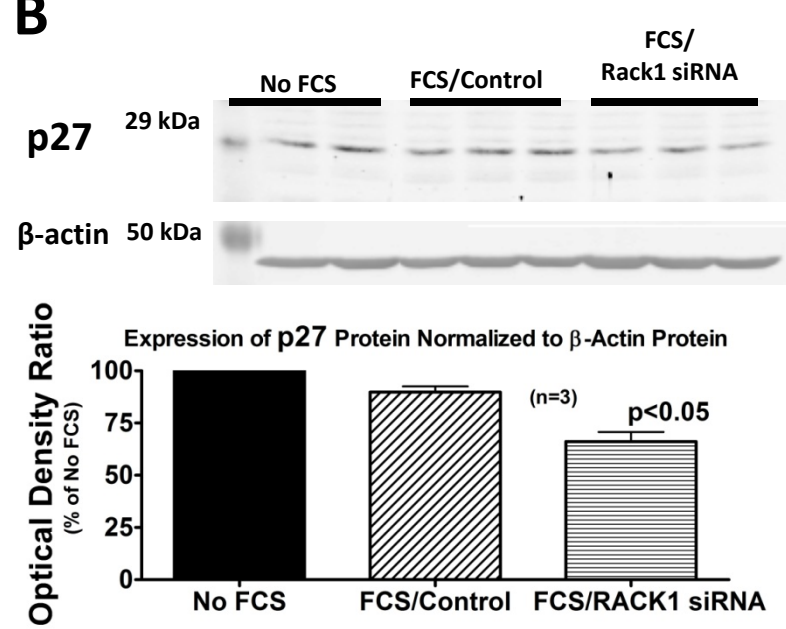 B
No FCS
FCS/Control
FCS/
Rack1 siRNA
p27
29 kDa
β-actin
50 kDa
Expression of p27 Protein Normalized to β-Actin Protein
Optical Density Ratio
(% of No FCS)
100
75
50
25
0
(n=3)
p<0.05
No FCS
FCS/Control
FCS/RACK1 siRNA